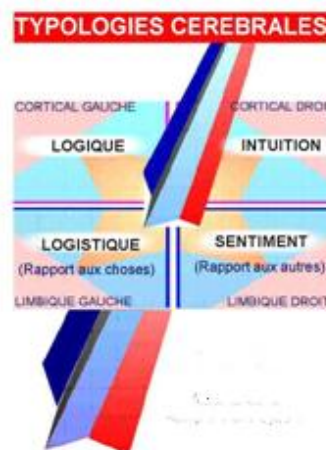 TYPOLOGIES CEREBRALES
CORTICAL GAUCHE CORTICAL DROI
LOGIQUE INTUITION
LOGISTIQUE SENTIMENT
(Rapport aux choses) (Rapport aux autres)
LIMBIQUE GAUCHE LIMBIQUE DROIT